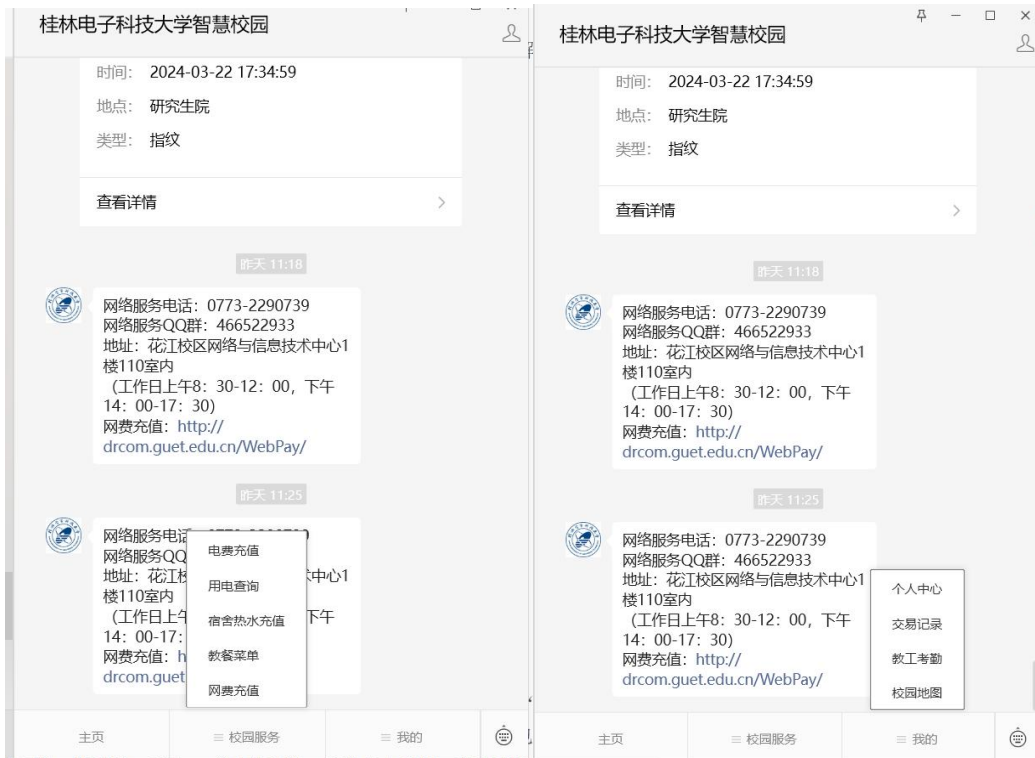 桂林电子科技大学智慧校园
时间： 2024-03-22 17:34:59
地点： 研究生院
类型： 指纹
查看详情
昨天 11:18
网络服务电话：0773-2290739
网络服务QQ群：466522933
地址：花江校区网络与信息技术中心1
楼110室内
（工作日上午8：30-12：00，下午
14：00-17：30）
网费充值：http://
drcom.guet.edu.cn/WebPay/
昨天 11:25
网络服务电话
网络服务QQ
地址：花江校 术中心1
楼110室内
（工作日上午 下午
14：00-17：
网费充值：h
drcom.guet
电费充值
用电查询
宿舍热水充值
教餐菜单
网费充值
主页
校园服务
我的
桂林电子科技大学智慧校园
时间： 2024-03-22 17:34:59
地点： 研究生院
类型： 指纹
查看详情
昨天 11:18
网络服务电话：0773-2290739
网络服务QQ群：466522933
地址：花江校区网络与信息技术中心1
楼110室内
（工作日上午8：30-12：00，下午
14：00-17：30）
网费充值：http://
drcom.guet.edu.cn/WebPay/
昨天 11:25
网络服务电话：0773-2290739
网络服务QQ群：466522933
地址：花江校区网络与信息技术中心1
楼110室内
（工作日上午8：30-12：00，下午
14：00-17：30）
网费充值：http://
drcom.guet.edu.cn/WebPay/
个人中心
交易记录
教工考勤
校园地图
主页
校园服务
我的